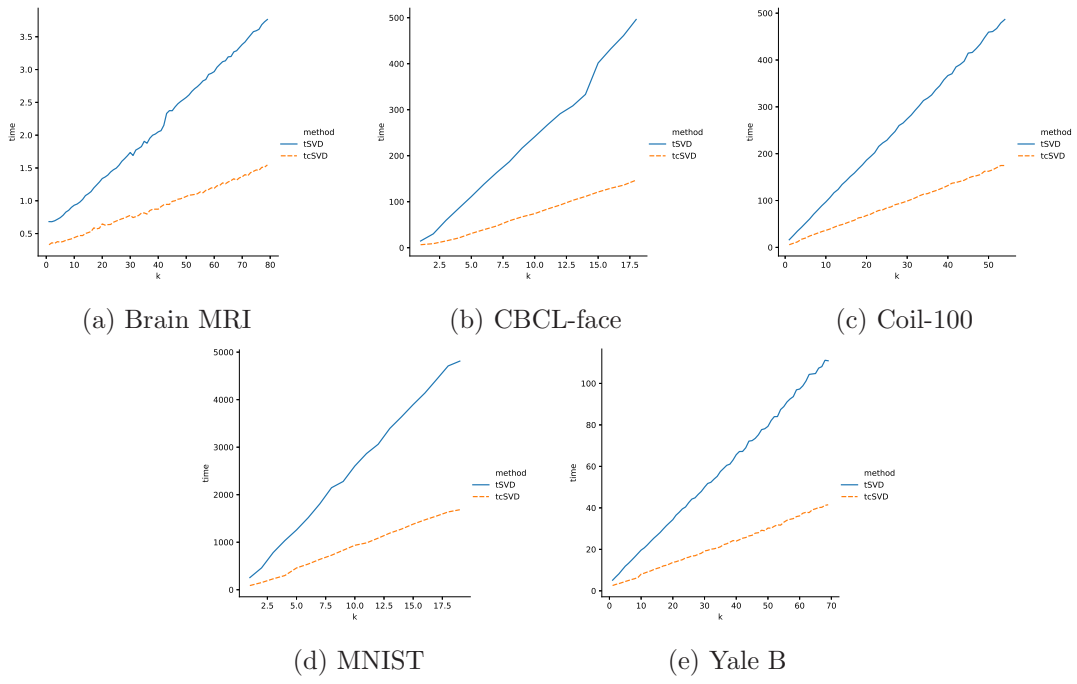 3.5
3.0
2.5
2.0
1.5
1.0
0.5
time
0 10 20 30 40 50 60 70 80
k
method
tSVD
tcSVD
(a) Brain MRI
500
400
300
200
100
0
time
2.5 5.0 7.5 10.0 12.5 15.0 17.5
k
method
tSVD
tcSVD
(b) CBCL-face
500
400
300
200
100
0
time
0 10 20 30 40 50
k
method
tSVD
tcSVD
(c) Coil-100
5000
4000
3000
2000
1000
0
time
2.5 5.0 7.5 10.0 12.5 15.0 17.5
k
method
tSVD
tcSVD
(d) MNIST
100
80
60
40
20
0
time
0 10 20 30 40 50 60 70
k
method
tSVD
tcSVD
(e) Yale B